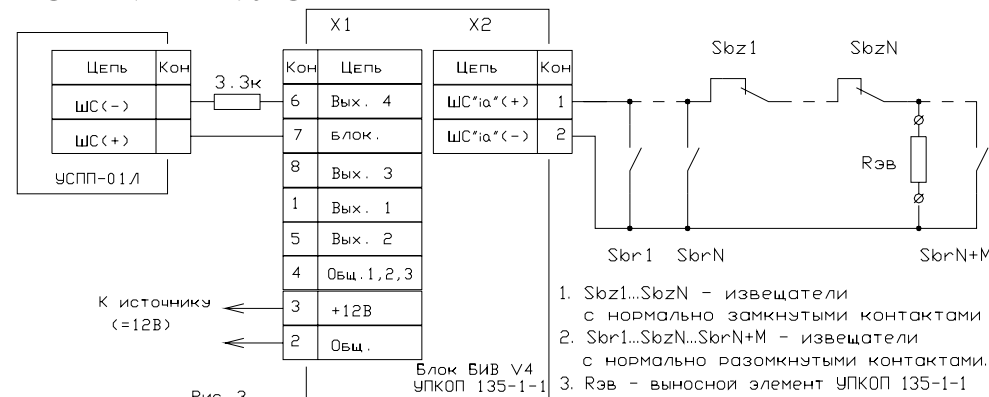 X1
X2
Sbz1
SbzN
Цепь Кон
ШС(-)
ШС(+)
УСПП-01Л
3.3к
Кон Цепь
6 Вых. 4
7 БЛОК.
8 Вых. 3
1 Вых. 1
5 Вых. 2
4 Общ.1,2,3
3 +12В
2 Общ.
Цепь Кон
ШС"ia"(+) 1
ШС"ia"(-) 2
Rэв
Sbr1
SbrN
SbrN+M
К источнику
(=12В)
Блок БИВ V4
УПКОП 135-1-1
1. Sbz1...SbzN - извещатели
с нормально замкнутыми контактами
2. Sbr1...SbzN...SbrN+M - извещатели
с нормально разомкнутыми контактами.
3. Rэв - выносной элемент УПКОП 135-1-1